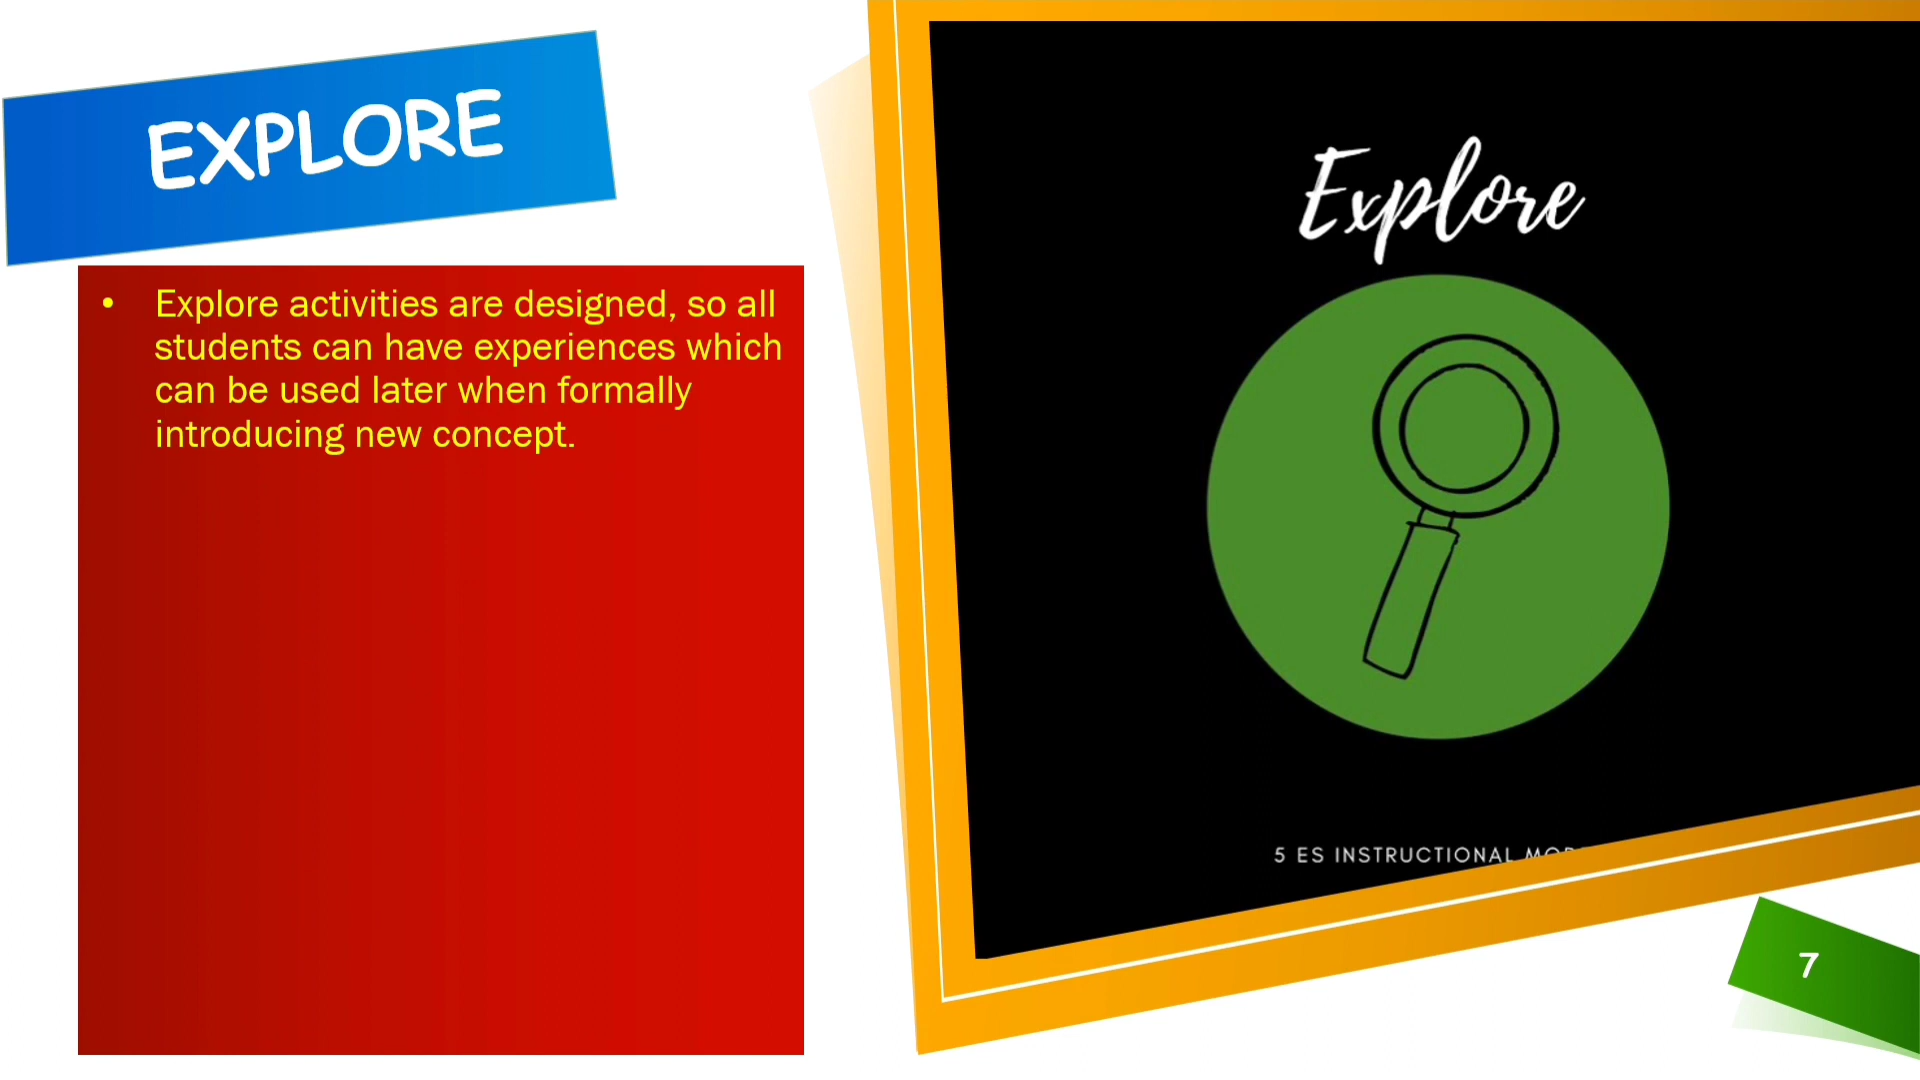 EXPLORE
• Explore activities are designed, so all
students can have experiences which
can be used later when formally
introducing new concept.
Explore
5 ES INSTRUCTIONAL
7